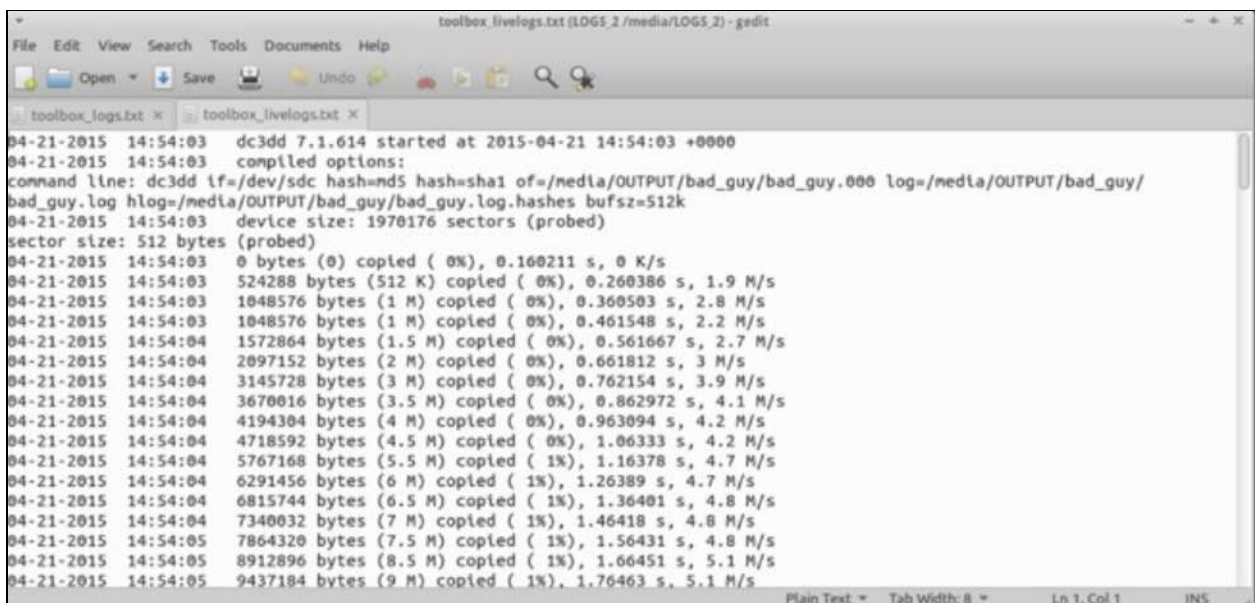 toolbox_livelogs.txt (LOGS_2 /media/LOGS_2) - gedit
File Edit View Search Tools Documents Help
Open Save Undo
toolbox_logs.txt × toolbox_livelogs.txt ×
04-21-2015 14:54:03 dc3dd 7.1.614 started at 2015-04-21 14:54:03 +0000
04-21-2015 14:54:03 compiled options:
command line: dc3dd if=/dev/sdc hash=md5 hash=sha1 of=/media/OUTPUT/bad_guy/bad_guy.000 log=/media/OUTPUT/bad_guy/
bad_guy.log hlog=/media/OUTPUT/bad_guy/bad_guy.log.hashes bufsz=512k
04-21-2015 14:54:03 device size: 1970176 sectors (probed)
sector size: 512 bytes (probed)
04-21-2015 14:54:03 0 bytes (0) copied ( 0%), 0.160211 s, 0 K/s
04-21-2015 14:54:03 524288 bytes (512 K) copied ( 0%), 0.260386 s, 1.9 M/s
04-21-2015 14:54:03 1048576 bytes (1 M) copied ( 0%), 0.360503 s, 2.8 M/s
04-21-2015 14:54:03 1048576 bytes (1 M) copied ( 0%), 0.461548 s, 2.2 M/s
04-21-2015 14:54:04 1572864 bytes (1.5 M) copied ( 0%), 0.561667 s, 2.7 M/s
04-21-2015 14:54:04 2097152 bytes (2 M) copied ( 0%), 0.661812 s, 3 M/s
04-21-2015 14:54:04 3145728 bytes (3 M) copied ( 0%), 0.762154 s, 3.9 M/s
04-21-2015 14:54:04 3670016 bytes (3.5 M) copied ( 0%), 0.862972 s, 4.1 M/s
04-21-2015 14:54:04 4194304 bytes (4 M) copied ( 0%), 0.963094 s, 4.2 M/s
04-21-2015 14:54:04 4718592 bytes (4.5 M) copied ( 0%), 1.06333 s, 4.2 M/s
04-21-2015 14:54:04 5767168 bytes (5.5 M) copied ( 1%), 1.16378 s, 4.7 M/s
04-21-2015 14:54:04 6291456 bytes (6 M) copied ( 1%), 1.26389 s, 4.7 M/s
04-21-2015 14:54:04 6815744 bytes (6.5 M) copied ( 1%), 1.36401 s, 4.8 M/s
04-21-2015 14:54:04 7340032 bytes (7 M) copied ( 1%), 1.46418 s, 4.8 M/s
04-21-2015 14:54:05 7864320 bytes (7.5 M) copied ( 1%), 1.56431 s, 4.8 M/s
04-21-2015 14:54:05 8912896 bytes (8.5 M) copied ( 1%), 1.66451 s, 5.1 M/s
04-21-2015 14:54:05 9437184 bytes (9 M) copied ( 1%), 1.76463 s, 5.1 M/s
Plain Text Tab Width: 8 Ln 1, Col 1 INS